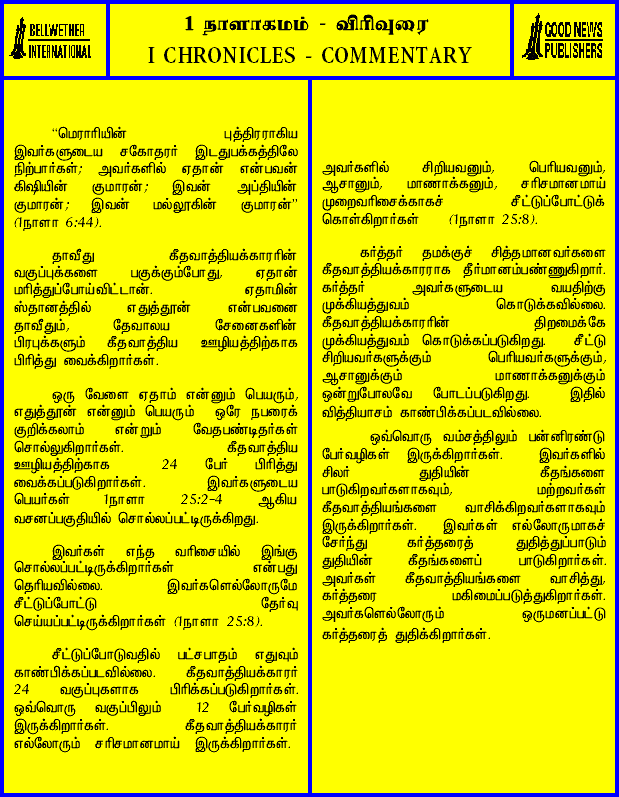 BELLWETHER
INTERNATIONAL
1 நாளாகமம் - விரிவுரை
I CHRONICLES - COMMENTARY
GOOD NEWS
PUBLISHERS
“மெராரியின் புத்திரராகிய
இவர்களுடைய சகோதரர் இடதுபக்கத்திலே
நிற்பார்கள்; அவர்களில் ஏதான் என்பவன்
கிஷியின் குமாரன்; இவன் அப்தியின்
குமாரன்; இவன் மல்லூகின் குமாரன்”
(1நாளா 6:44).
தாவீது கீதவாத்தியக்காரரின்
வகுப்புக்களை பகுக்கும்போது, ஏதான்
மரித்துப்போய்விட்டான். ஏதாமின்
ஸ்தானத்தில் எதுத்தூன் என்பவனை
தாவீதும், தேவாலய சேனைகளின்
பிரபுக்களும் கீதவாத்திய ஊழியத்திற்காக
பிரித்து வைக்கிறார்கள்.
ஒரு வேளை ஏதாம் என்னும் பெயரும்,
எதுத்தூன் என்னும் பெயரும் ஒரே நபரைக்
குறிக்கலாம் என்றும் வேதபண்டிதர்கள்
சொல்லுகிறார்கள். கீதவாத்திய
ஊழியத்திற்காக 24 பேர் பிரித்து
வைக்கப்படுகிறார்கள். இவர்களுடைய
பெயர்கள் 1நாளா 25:2-4 ஆகிய
வசனப்பகுதியில் சொல்லப்பட்டிருக்கிறது.
இவர்கள் எந்த வரிசையில் இங்கு
சொல்லப்பட்டிருக்கிறார்கள் என்பது
தெரியவில்லை. இவர்களெல்லோருமே
சீட்டுப்போட்டு தேர்வு
செய்யப்பட்டிருக்கிறார்கள் (1நாளா 25:8).
சீட்டுப்போடுவதில் பட்சபாதம் எதுவும்
காண்பிக்கப்படவில்லை. கீதவாத்தியக்காரர்
24 வகுப்புகளாக பிரிக்கப்படுகிறார்கள்.
ஒவ்வொரு வகுப்பிலும் 12 பேர்வழிகள்
இருக்கிறார்கள். கீதவாத்தியக்காரர்
எல்லோரும் சரிசமானமாய் இருக்கிறார்கள்.
அவர்களில் சிறியவனும், பெரியவனும்,
ஆசானும், மாணாக்கனும், சரிசமானமாய்
முறைவரிசைக்காகச் சீட்டுப்போட்டுக்
கொள்கிறார்கள் (1நாளா 25:8).
கர்த்தர் தமக்குச் சித்தமானவர்களை
கீதவாத்தியக்காரராக தீர்மானம்பண்ணுகிறார்.
கர்த்தர் அவர்களுடைய வயதிற்கு
முக்கியத்துவம் கொடுக்கவில்லை.
கீதவாத்தியக்காரரின் திறமைக்கே
முக்கியத்துவம் கொடுக்கப்படுகிறது. சீட்டு
சிறியவர்களுக்கும் பெரியவர்களுக்கும்,
ஆசானுக்கும் மாணாக்கனுக்கும்
ஒன்றுபோலவே போடப்படுகிறது. இதில்
வித்தியாசம் காண்பிக்கப்படவில்லை.
ஒவ்வொரு வம்சத்திலும் பன்னிரண்டு
பேர்வழிகள் இருக்கிறார்கள். இவர்களில்
சிலர் துதியின் கீதங்களை
பாடுகிறவர்களாகவும், மற்றவர்கள்
கீதவாத்தியங்களை வாசிக்கிறவர்களாகவும்
இருக்கிறார்கள். இவர்கள் எல்லோருமாகச்
சேர்ந்து கர்த்தரைத் துதித்துப்பாடும்
துதியின் கீதங்களைப் பாடுகிறார்கள்.
அவர்கள் கீதவாத்தியங்களை வாசித்து,
கர்த்தரை மகிமைப்படுத்துகிறார்கள்.
அவர்களெல்லோரும் ஒருமனப்பட்டு
கர்த்தரைத் துதிக்கிறார்கள்.